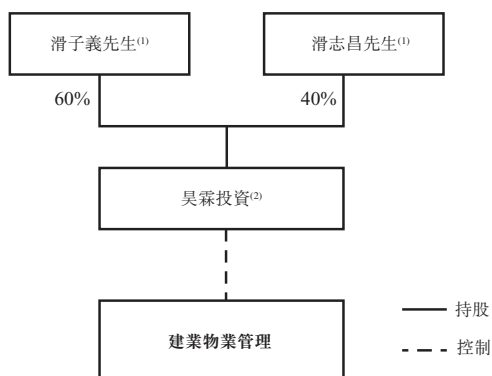 滑子義先生(1)
滑志昌先生(1)
60%
40%
昊霖投資(2)
建業物業管理
持股
控制